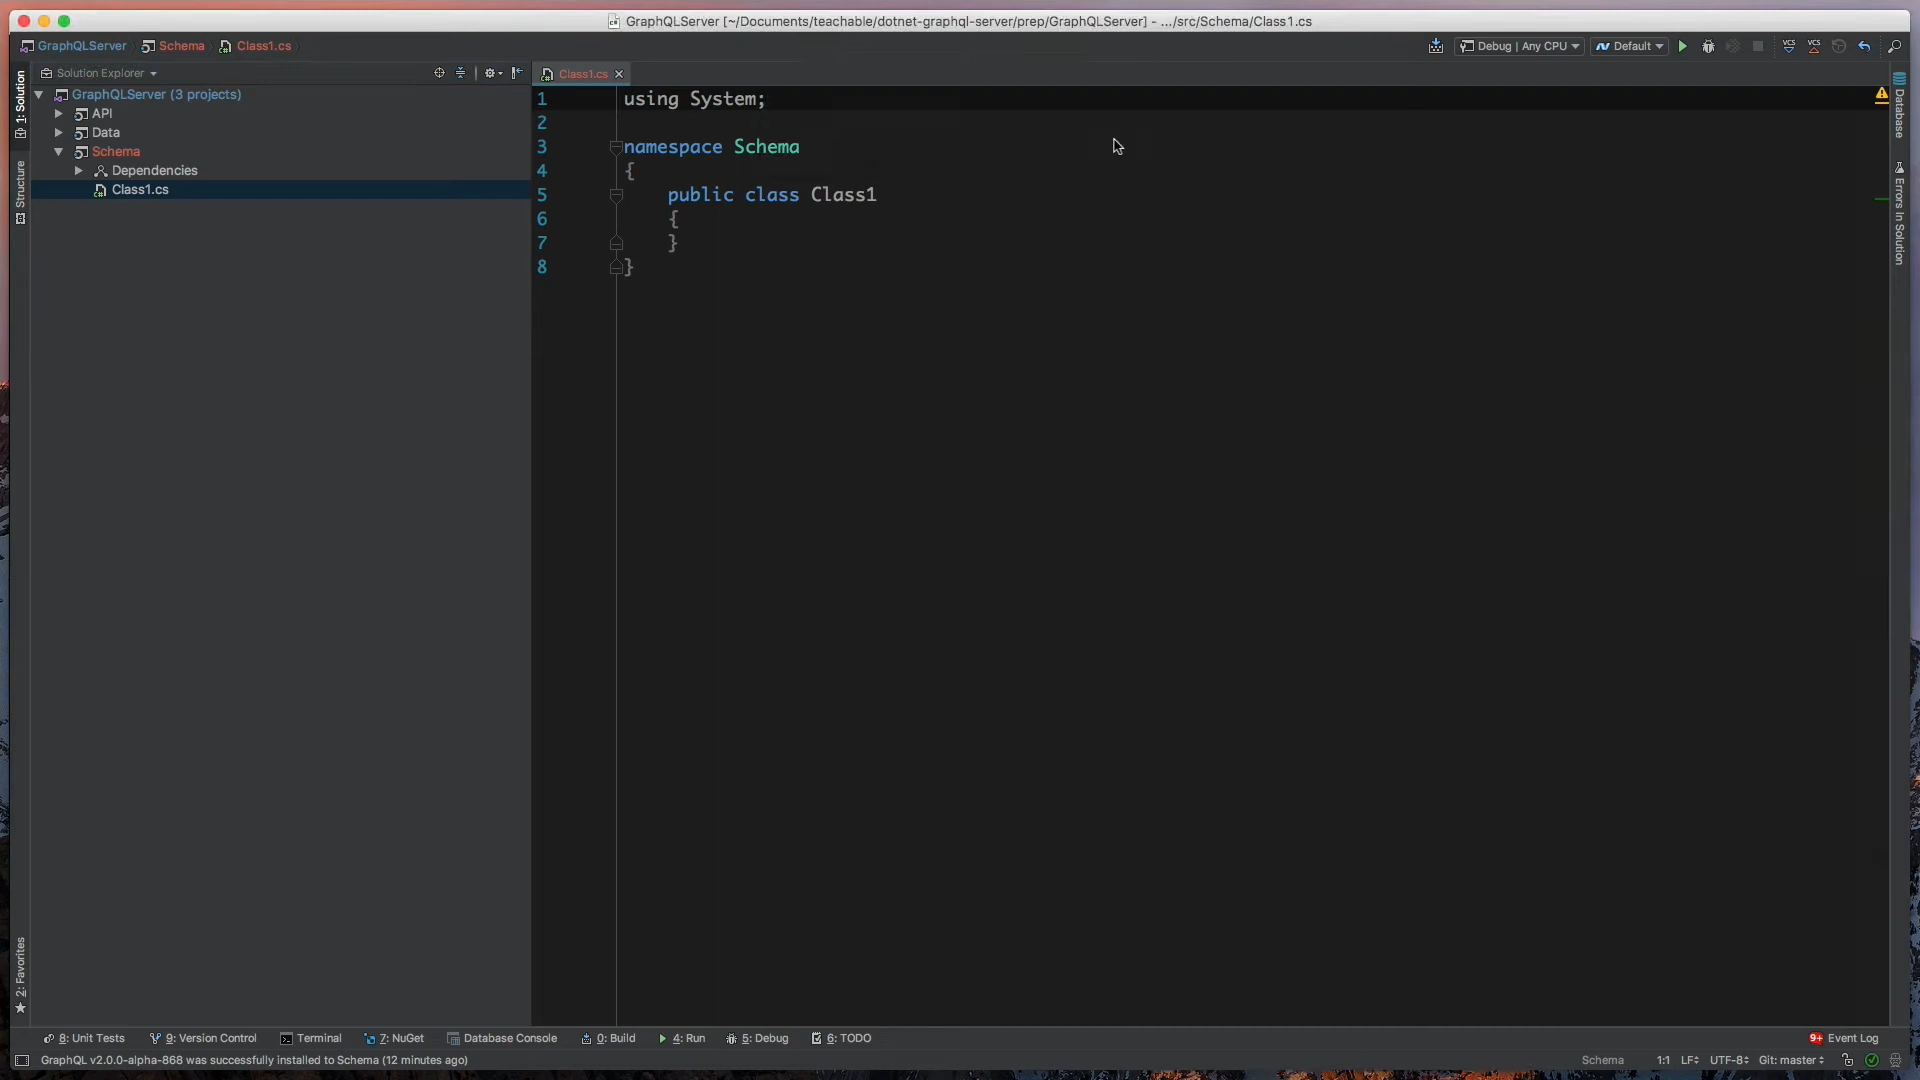 GraphQLServer [~/Documents/teachable/dotnet-graphql-server/prep/GraphQLServer] - .../src/Schema/Class1.cs
GraphQLServer Schema Class1.cs
Debug | Any CPU Default VCS VCS
1: Solution
Structure
2: Favorites
Solution Explorer
GraphQLServer (3 projects)
API
Data
Schema
Dependencies
Class1.cs
Class1.cs
1 using System;
2
3 namespace Schema
4 {
5 public class Class1
6 {
7 }
8 }
Database
Errors In Solution
8: Unit Tests 9: Version Control Terminal 7: NuGet Database Console 0: Build 4: Run 5: Debug 6: TODO 9+ Event Log
GraphQL v2.0.0-alpha-868 was successfully installed to Schema (12 minutes ago) Schema 1:1 LF UTF-8 Git: master